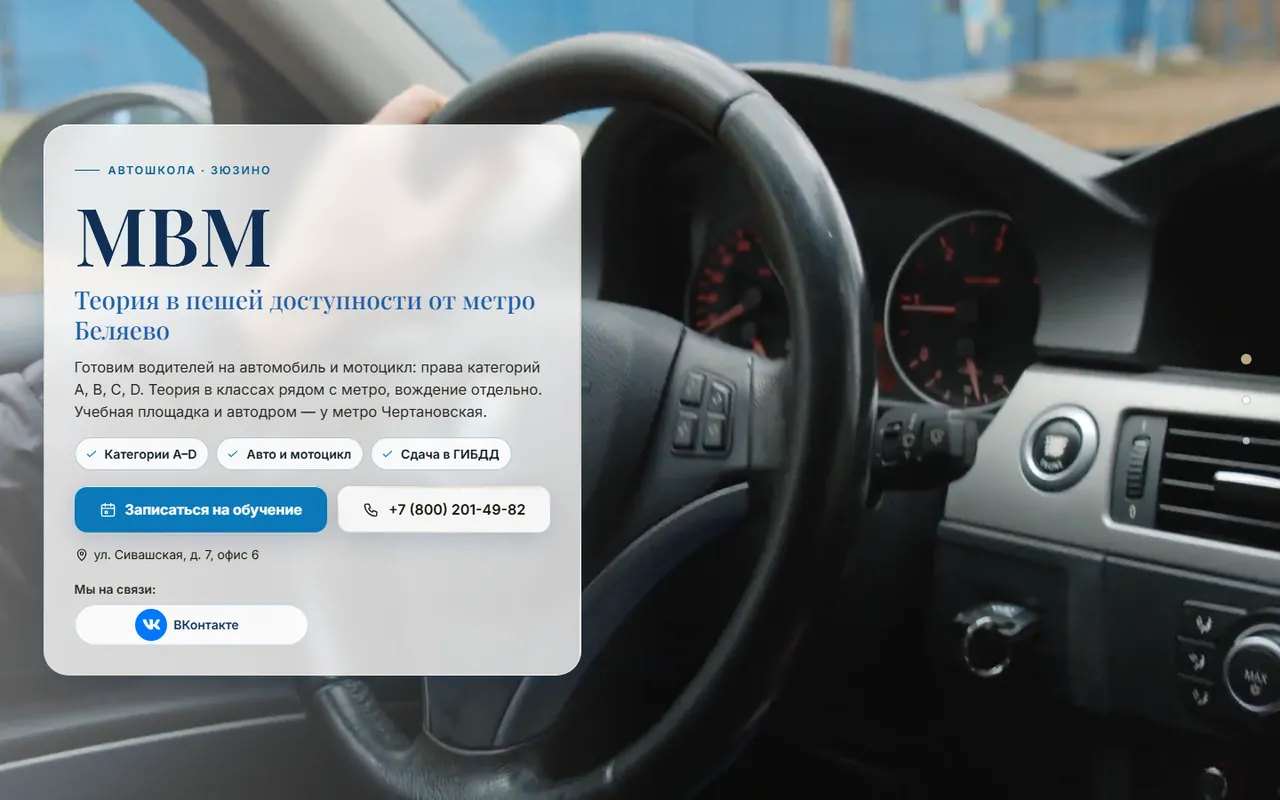 АВТОШКОЛА · ЗЮЗИНО
МВМ
Теория в пешей доступности от метро
Беляево
Готовим водителей на автомобиль и мотоцикл: права категорий
A, B, C, D. Теория в классах рядом с метро, вождение отдельно.
Учебная площадка и автодром — у метро Чертановская.
Категории A–D
Авто и мотоцикл
Сдача в ГИБДД
Записаться на обучение
+7 (800) 201-49-82
ул. Сивашская, д. 7, офис 6
Мы на связи:
ВКонтакте
MAX